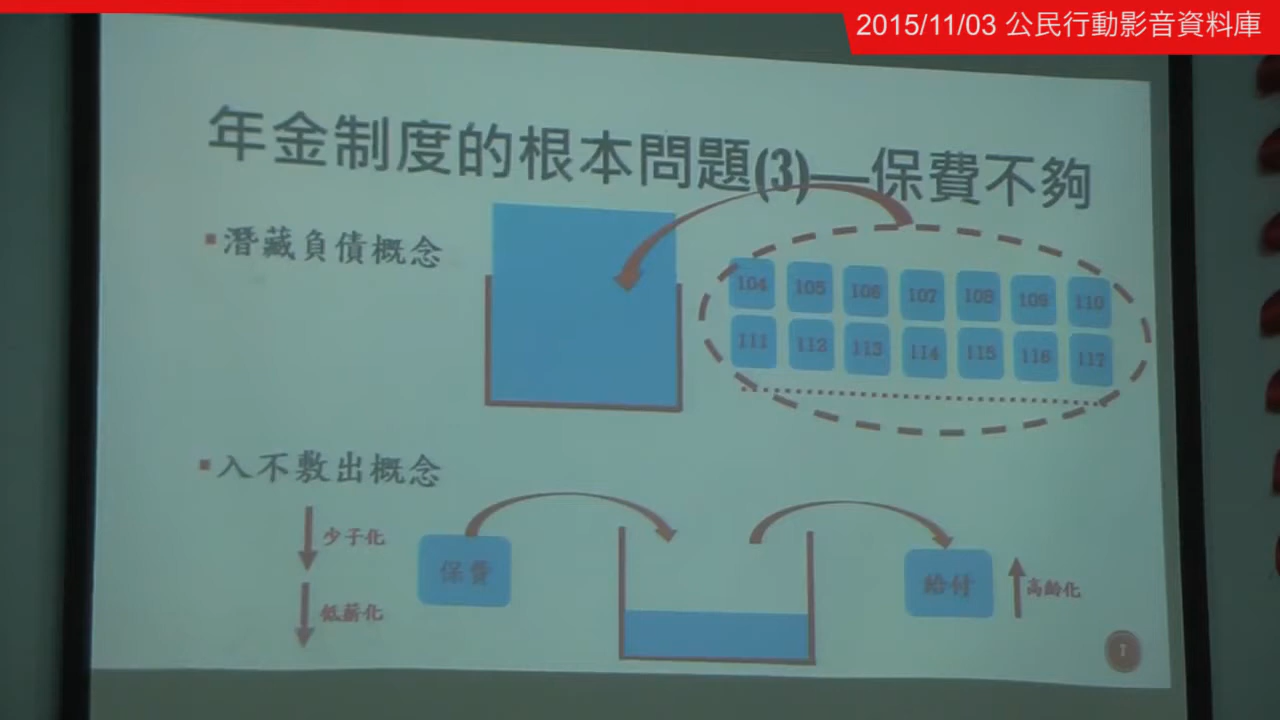 2015/11/03 公民行動影音資料庫
年金制度的根本問題(3)—保費不夠
潛藏負債概念
104 105 106 107 108 109 110
111 112 113 114 115 116 117
入不敷出概念
少子化
保費
給付
高齡化
低薪化
7